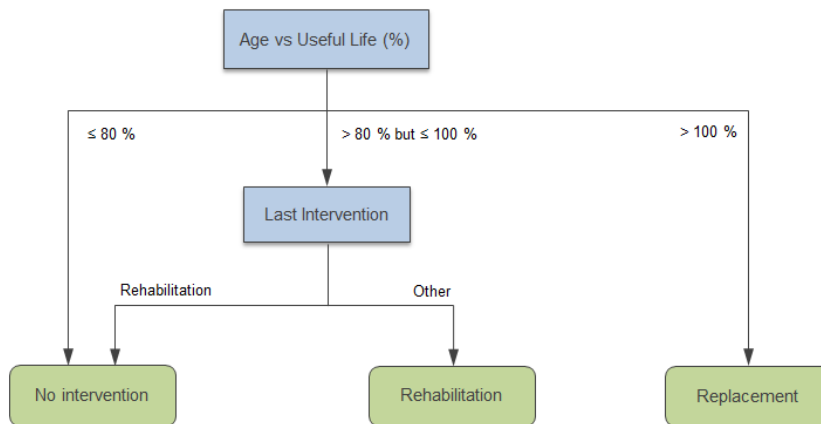 Age vs Useful Life (%)
≤ 80 %
> 80 % but ≤ 100 %
> 100 %
Last Intervention
Rehabilitation
Other
No intervention
Rehabilitation
Replacement